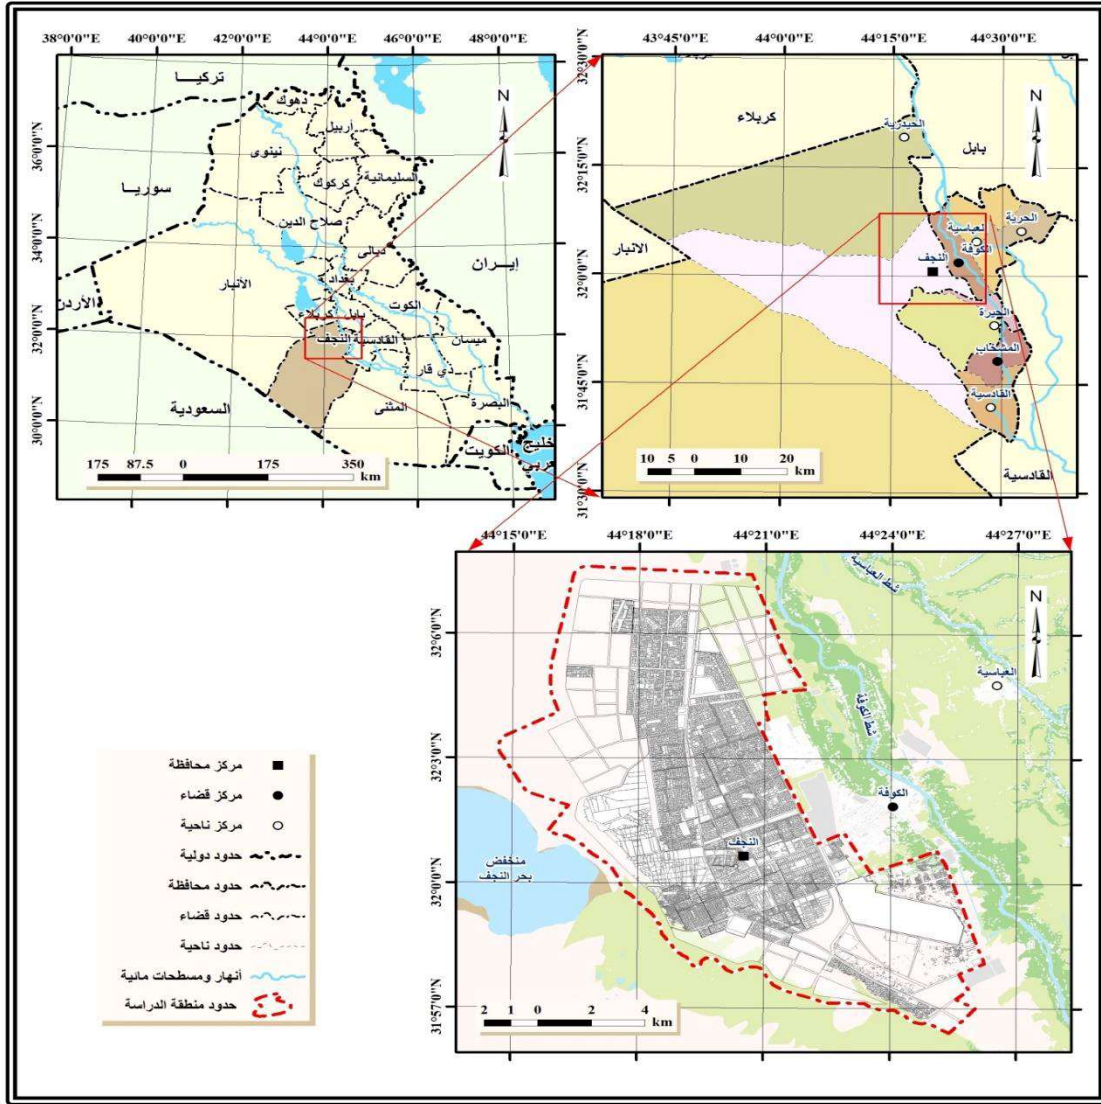 38°0'0"E
40°0'0"E
42°0'0"E
44°0'0"E
46°0'0"E
48°0'0"E
36°0'0"N
34°0'0"N
32°0'0"N
30°0'0"N
N
تركيـــا
دهوك
أربيل
نينوى
السليمانية
كركوك
سوريـــا
صلاح الدين
ديالى
إيـران
الأنبار
بغداد
الأردن
الكوت
بابل
كربلاء
ميسان
القادسية
النجف
ذي قار
السعودية
المثنى
البصرة
الكويت
خليج
عربي
175 87.5 0 175 350
km
43°45'0"E
44°0'0"E
44°15'0"E
44°30'0"E
32°30'0"N
32°15'0"N
32°0'0"N
31°45'0"N
31°30'0"N
N
كربلاء
الحيدرية
بابل
الحرية
العباسية
الانبار
الكوفة
النجف
الحيرة
المشخاب
القادسية
القادسية
10 5 0 10 20
km
44°15'0"E
44°18'0"E
44°21'0"E
44°24'0"E
44°27'0"E
32°6'0"N
32°3'0"N
32°0'0"N
31°57'0"N
N
شط العباسية
العباسية
شط الكوفة
الكوفة
النجف
منخفض
بحر النجف
2 1 0 2 4
km
مركز محافظة
مركز قضاء
مركز ناحية
حدود دولية
حدود محافظة
حدود قضاء
حدود ناحية
أنهار ومسطحات مائية
حدود منطقة الدراسة